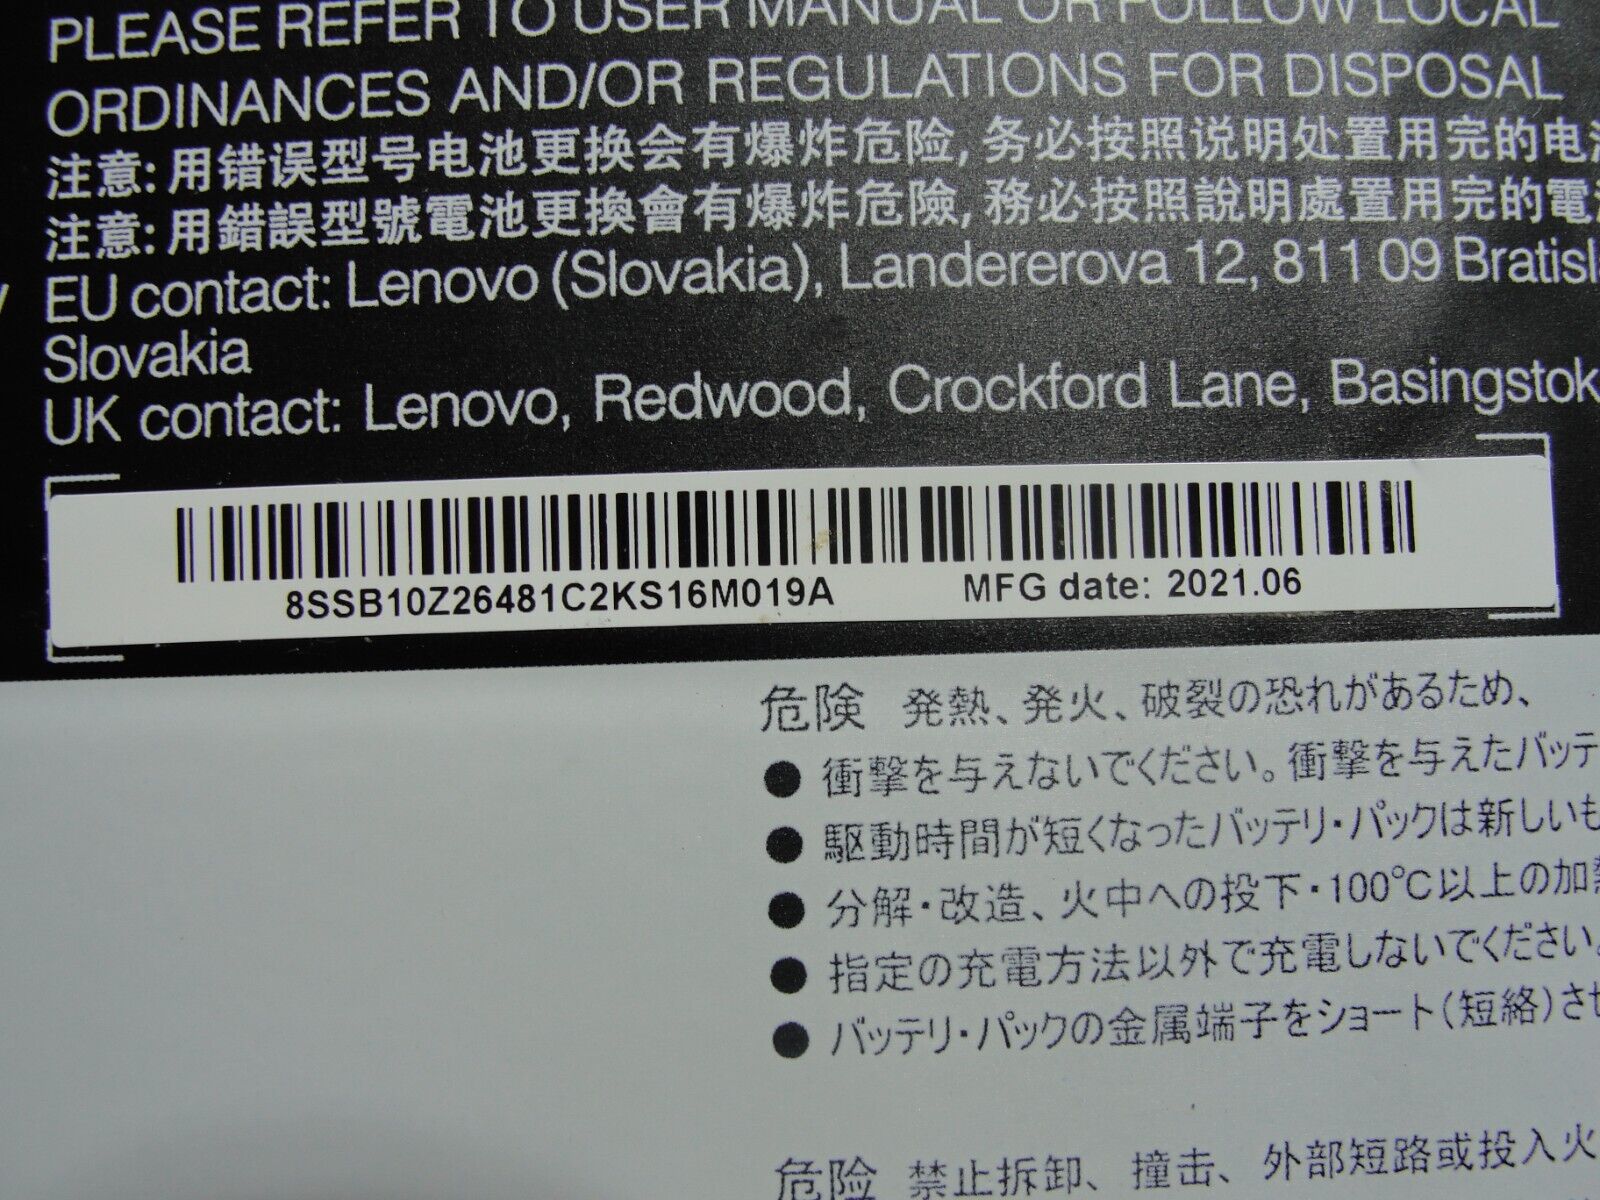 PLEASE REFER TO USER MANUAL OR FOLLOW LOCAL
ORDINANCES AND/OR REGULATIONS FOR DISPOSAL
注意: 用错误型号电池更换会有爆炸危险, 务必按照说明处置用完的电
注意: 用錯誤型號電池更換會有爆炸危險, 務必按照說明處置用完的電
EU contact: Lenovo (Slovakia), Landererova 12, 811 09 Bratisl
Slovakia
UK contact: Lenovo, Redwood, Crockford Lane, Basingstok
8SSB10Z26481C2KS16M019A MFG date: 2021.06
危険 発熱、発火、破裂の恐れがあるため、
● 衝撃を与えないでください。衝撃を与えたバッテ
● 駆動時間が短くなったバッテリ・パックは新しいも
● 分解・改造、火中への投下・100℃以上の加
● 指定の充電方法以外で充電しないでください。
● バッテリ・パックの金属端子をショート(短絡)さ
危险 禁止拆卸、撞击、外部短路或投入火